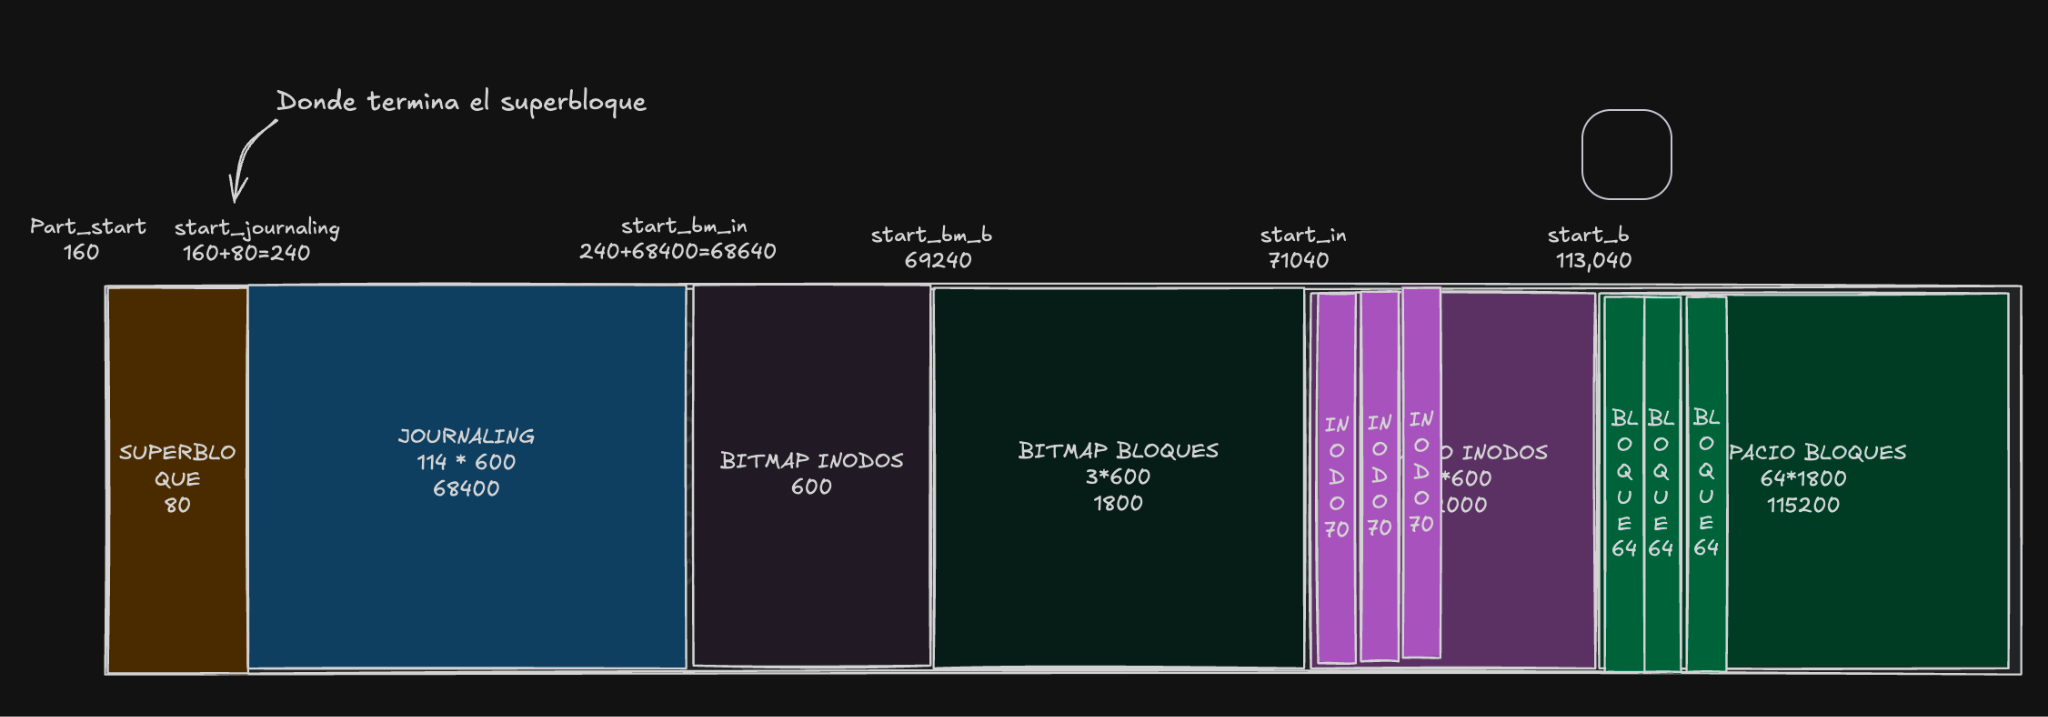 Donde termina el superbloque
Part_start
160
start_journaling
160+80=240
start_bm_in
240+68400=68640
start_bm_b
69240
start_in
71040
start_b
113,040
SUPERBLO
QUE
80
JOURNALING
114 * 600
68400
BITMAP INODOS
600
BITMAP BLOQUES
3*600
1800
IN
O
D
O
70
IN
O
D
O
70
IN
O
D
O
70
O INODOS
*600
000
BL
O
Q
U
E
64
BL
O
Q
U
E
64
BL
O
Q
U
E
64
PACIO BLOQUES
64*1800
115200